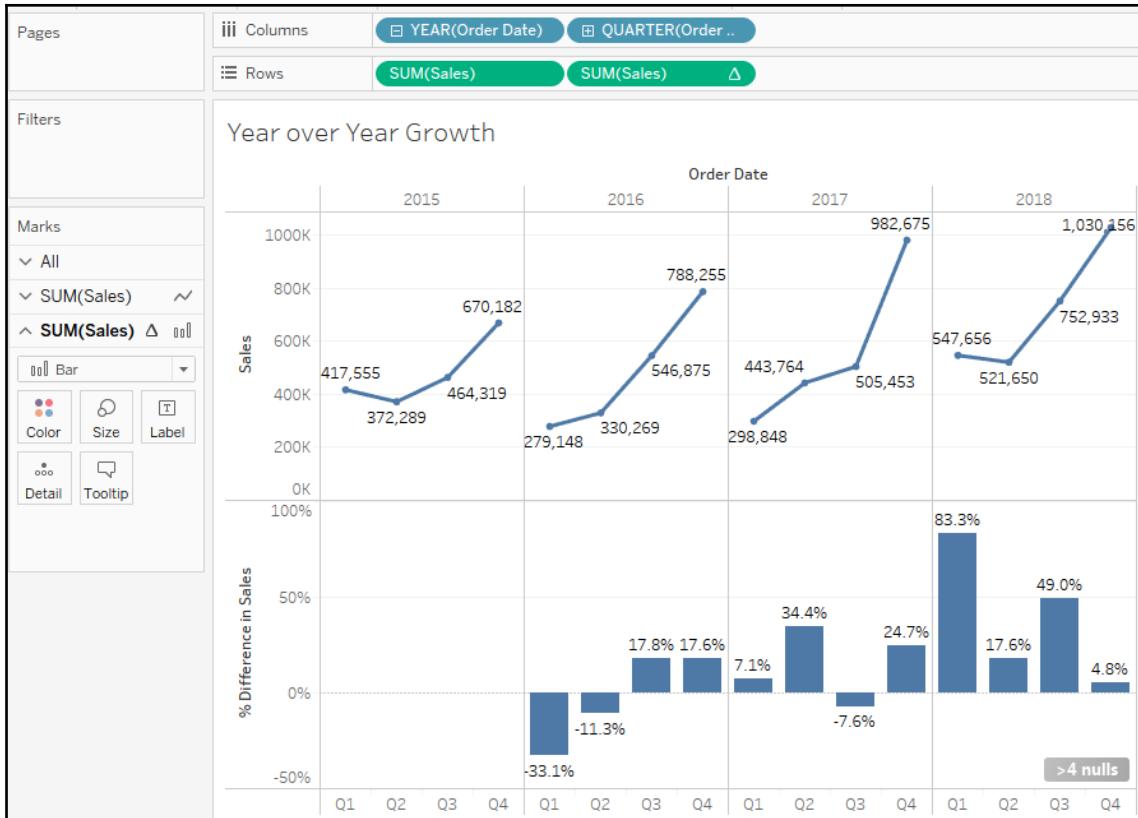 Pages
Columns
YEAR(Order Date)
QUARTER(Order ..
Rows
SUM(Sales)
SUM(Sales) Δ
Filters
Marks
All
SUM(Sales)
SUM(Sales) Δ
Bar
Color Size Label
Detail Tooltip
Year over Year Growth
Order Date
2015 2016 2017 2018
Sales
1000K
800K
600K
400K
200K
0K
417,555
372,289
464,319
670,182
279,148
330,269
546,875
788,255
298,848
443,764
505,453
982,675
547,656
521,650
752,933
1,030,156
% Difference in Sales
100%
50%
0%
-50%
-33.1%
-11.3%
17.8%
17.6%
7.1%
34.4%
-7.6%
24.7%
83.3%
17.6%
49.0%
4.8%
>4 nulls
Q1 Q2 Q3 Q4 Q1 Q2 Q3 Q4 Q1 Q2 Q3 Q4 Q1 Q2 Q3 Q4